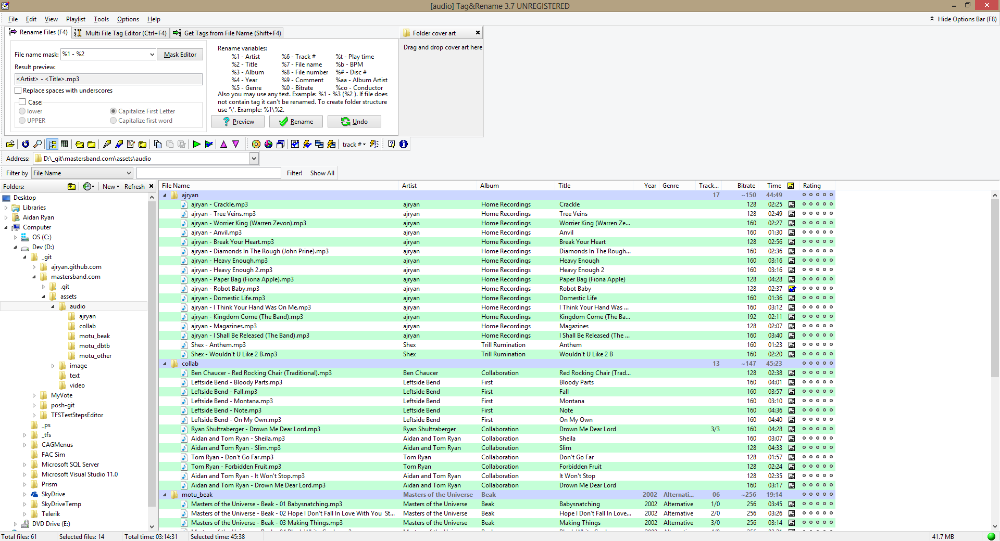 [audio] Tag&Rename 3.7 UNREGISTERED
File Edit View Playlist Tools Options Help Hide Options Bar (F8)
Rename Files (F4) Multi File Tag Editor (Ctrl+F4) Get Tags from File Name (Shift+F4) Folder cover art
Drag and drop cover art here
File name mask: %1 - %2 Mask Editor
Result preview:
<Artist> - <Title>.mp3
Replace spaces with underscores
Case:
lower Capitalize First Letter
UPPER Capitalize first word
Rename variables:
%1 - Artist %6 - Track # %t - Play time
%2 - Title %7 - File name %b - BPM
%3 - Album %8 - File number %# - Disc #
%4 - Year %9 - Comment %aa - Album Artist
%5 - Genre %0 - Bitrate %co - Conductor
Also you may use any text. Example: %1 - %3 (%2 ). If file does
not contain tag it can't be renamed. To create folder structure
use '\'. Example: %1\%2.
Preview Rename Undo
track #
Address: D:\_git\mastersband.com\assets\audio
Filter by File Name Filter! Show All
Folders: New Refresh
Desktop
Libraries
Aidan Ryan
Computer
OS (C:)
Dev (D:)
_git
ajryan.github.com
mastersband.com
.git
assets
audio
ajryan
collab
motu_beak
motu_dbtb
motu_other
image
text
video
MyVote
posh-git
TFSTestStepsEditor
_ps
_tfs
CAGMenus
FAC Sim
Microsoft SQL Server
Microsoft Visual Studio 11.0
Prism
SkyDrive
SkyDriveTemp
Telerik
DVD Drive (E:)
File Name Artist Album Title Year Genre Track... Bitrate Time Rating
ajryan 17 ~150 44:49
ajryan - Crackle.mp3 ajryan Home Recordings Crackle 128 02:25
ajryan - Tree Veins.mp3 ajryan Home Recordings Tree Veins 128 02:49
ajryan - Worrier King (Warren Zevon).mp3 ajryan Home Recordings Worrier King (Warren Ze... 160 02:27
ajryan - Anvil.mp3 ajryan Home Recordings Anvil 160 01:30
ajryan - Break Your Heart.mp3 ajryan Home Recordings Break Your Heart 128 02:56
ajryan - Diamonds In The Rough (John Prine).mp3 ajryan Home Recordings Diamonds In The Rough... 160 02:36
ajryan - Heavy Enough.mp3 ajryan Home Recordings Heavy Enough 160 03:16
ajryan - Heavy Enough 2.mp3 ajryan Home Recordings Heavy Enough 2 160 03:16
ajryan - Paper Bag (Fiona Apple).mp3 ajryan Home Recordings Paper Bag (Fiona Apple) 128 04:28
ajryan - Robot Baby.mp3 ajryan Home Recordings Robot Baby 128 02:37
ajryan - Domestic Life.mp3 ajryan Home Recordings Domestic Life 160 01:36
ajryan - I Think Your Hand Was On Me.mp3 ajryan Home Recordings I Think Your Hand Was ... 160 03:12
ajryan - Kingdom Come (The Band).mp3 ajryan Home Recordings Kingdom Come (The Ba... 192 02:11
ajryan - Magazines.mp3 ajryan Home Recordings Magazines 128 02:07
ajryan - I Shall Be Released (The Band).mp3 ajryan Home Recordings I Shall Be Released (The ... 160 03:40
Shex - Anthem.mp3 Shex Trill Rumination Anthem 160 01:23
Shex - Wouldn't U Like 2 B.mp3 Shex Trill Rumination Wouldn't U Like 2 B 160 02:20
collab 13 ~147 45:23
Ben Chaucer - Red Rocking Chair (Traditional).mp3 Ben Chaucer Collaboration Red Rocking Chair (Trad... 128 02:38
Leftside Bend - Bloody Parts.mp3 Leftside Bend First Bloody Parts 160 04:01
Leftside Bend - Fall.mp3 Leftside Bend First Fall 160 03:57
Leftside Bend - Montana.mp3 Leftside Bend First Montana 160 03:10
Leftside Bend - Note.mp3 Leftside Bend First Note 160 04:36
Leftside Bend - On My Own.mp3 Leftside Bend First On My Own 160 04:40
Ryan Shultzaberger - Drown Me Dear Lord.mp3 Ryan Shultzaberger Collaboration Drown Me Dear Lord 3/3 160 04:28
Aidan and Tom Ryan - Sheila.mp3 Aidan and Tom Ryan Collaboration Sheila 160 03:07
Aidan and Tom Ryan - Slim.mp3 Aidan and Tom Ryan Collaboration Slim 128 04:33
Tom Ryan - Don't Go Far.mp3 Tom Ryan Collaboration Don't Go Far 128 01:57
Tom Ryan - Forbidden Fruit.mp3 Tom Ryan Collaboration Forbidden Fruit 128 02:24
Aidan and Tom Ryan - It Won't Stop.mp3 Aidan and Tom Ryan Collaboration It Won't Stop 128 02:35
Aidan and Tom Ryan - Drown Me Dear Lord.mp3 Aidan and Tom Ryan Collaboration Drown Me Dear Lord 160 03:17
motu_beak Masters of the Universe Beak 2002 Alternati... 06 ~256 19:14
Masters of the Universe - Beak - 01 Babysnatching.mp3 Masters of the Universe Beak Babysnatching 2002 Alternative 1/0 256 03:45
Masters of the Universe - Beak - 02 Hope I Don't Fall In Love With You St... Masters of the Universe Beak Hope I Don't Fall In Love... 2002 Alternative 2/0 256 03:26
Masters of the Universe - Beak - 03 Making Things.mp3 Masters of the Universe Beak Making Things 2002 Alternative 3/0 256 03:14
Total files: 61 Selected files: 14 Total time: 03:14:31 Selected time: 45:38 41.7 MB